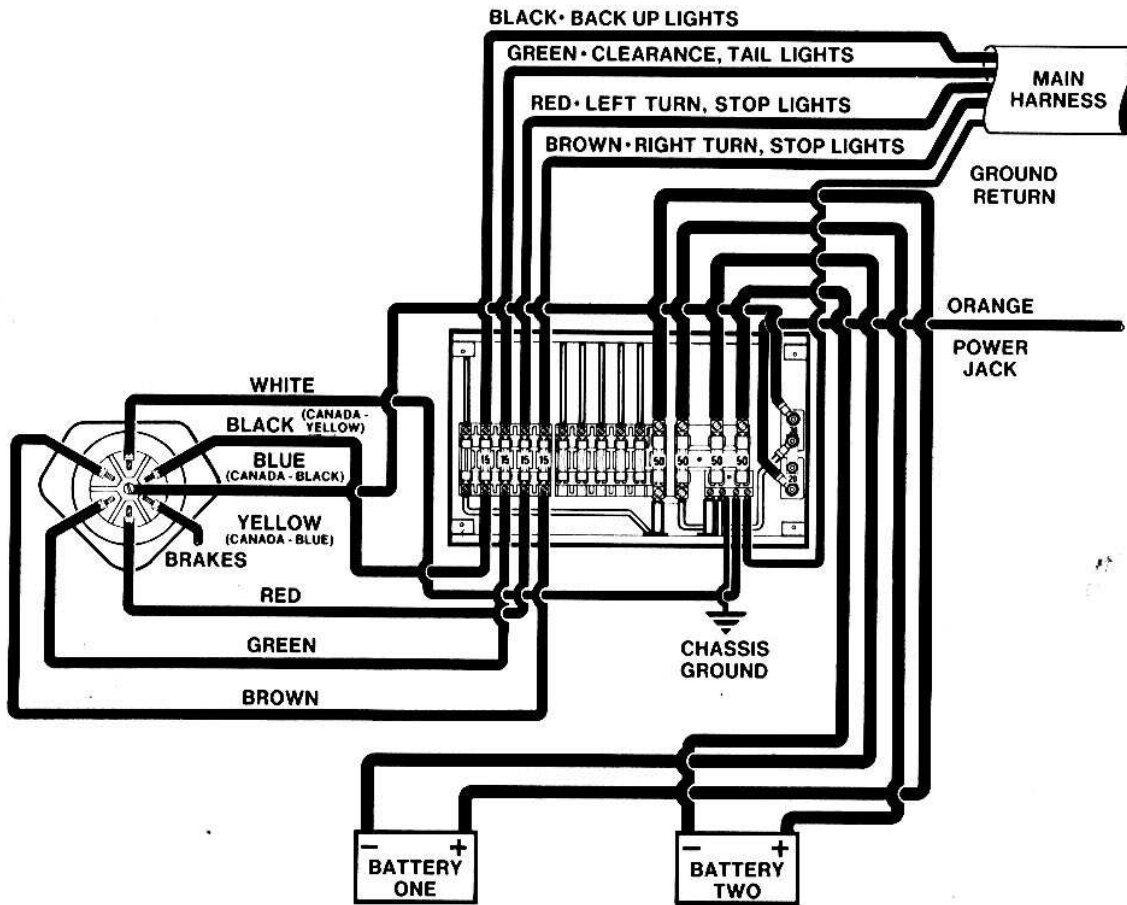 BLACK• BACK UP LIGHTS
GREEN • CLEARANCE, TAIL LIGHTS
RED• LEFT TURN, STOP LIGHTS
BROWN•RIGHT TURN, STOP LIGHTS
MAIN
HARNESS
GROUND
RETURN
ORANGE
POWER
JACK
WHITE
BLACK (CANADA - YELLOW)
BLUE
(CANADA - BLACK)
YELLOW
(CANADA - BLUE)
BRAKES
RED
GREEN
BROWN
15 15 15 15
50 50 50 50
20
CHASSIS
GROUND
− +
BATTERY
ONE
− +
BATTERY
TWO